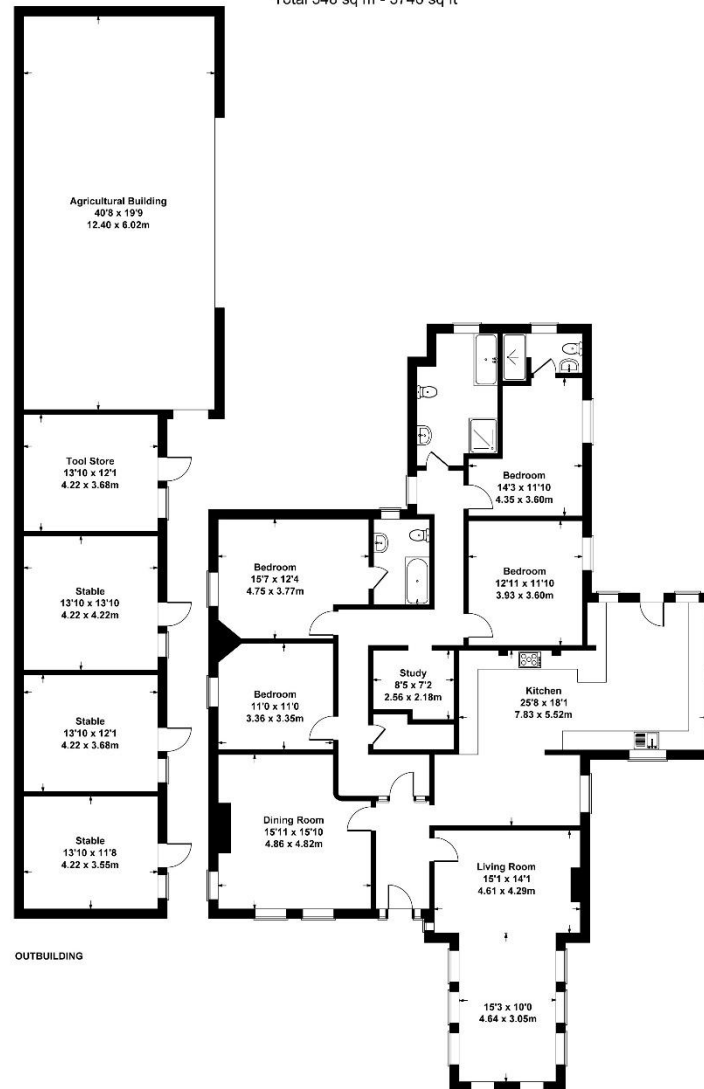 Total 348 sq m - 3746 sq ft
Agricultural Building
40'8 x 19'9
12.40 x 6.02m
Tool Store
13'10 x 12'1
4.22 x 3.68m
Stable
13'10 x 13'10
4.22 x 4.22m
Stable
13'10 x 12'1
4.22 x 3.68m
Stable
13'10 x 11'8
4.22 x 3.55m
OUTBUILDING
Bedroom
14'3 x 11'10
4.35 x 3.60m
Bedroom
15'7 x 12'4
4.75 x 3.77m
Bedroom
12'11 x 11'10
3.93 x 3.60m
Bedroom
11'0 x 11'0
3.36 x 3.35m
Study
8'5 x 7'2
2.56 x 2.18m
Kitchen
25'8 x 18'1
7.83 x 5.52m
Dining Room
15'11 x 15'10
4.86 x 4.82m
Living Room
15'1 x 14'1
4.61 x 4.29m
15'3 x 10'0
4.64 x 3.05m